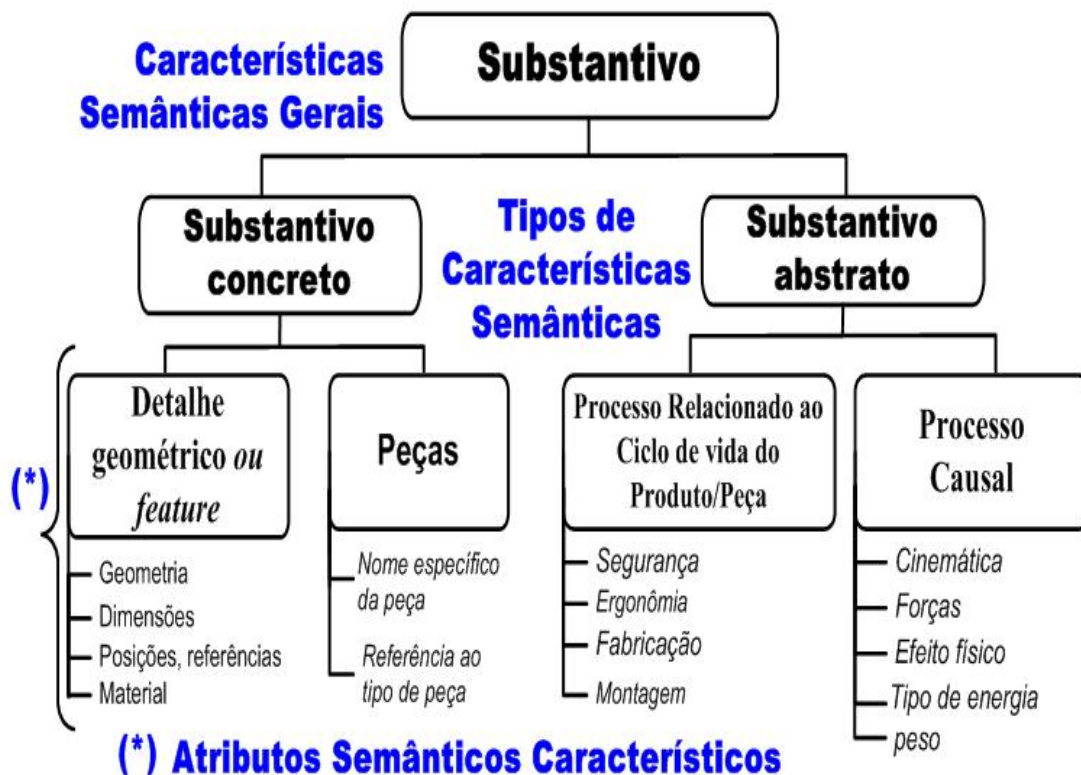 Características
Semânticas Gerais
Substantivo
Substantivo
concreto
Tipos de
Características
Semânticas
Substantivo
abstrato
(*)
Detalhe
geométrico ou
feature
Geometria
Dimensões
Posições, referências
Material
Peças
Nome específico
da peça
Referência ao
tipo de peça
Processo Relacionado ao
Ciclo de vida do
Produto/Peça
Segurança
Ergonômia
Fabricação
Montagem
Processo
Causal
Cinemática
Forças
Efeito físico
Tipo de energia
peso
(*) Atributos Semânticos Característicos